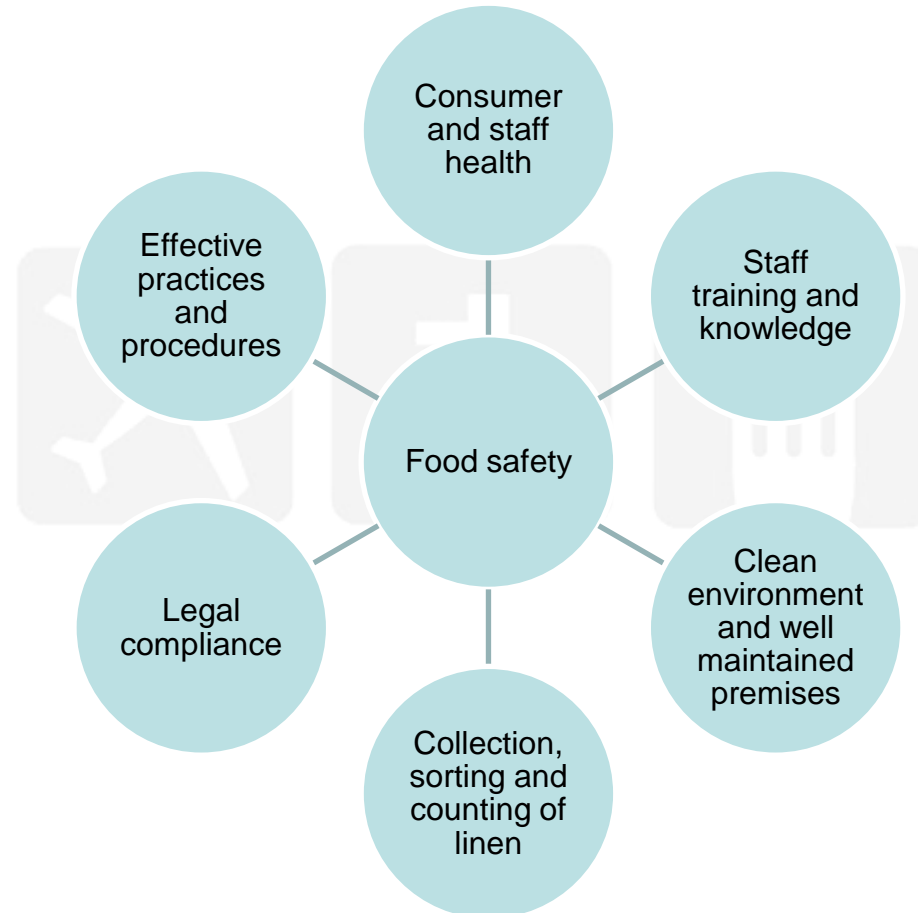 Consumer
and staff
health
Effective
practices
and
procedures
Staff
training and
knowledge
Food safety
Legal
compliance
Clean
environment
and well
maintained
premises
Collection,
sorting and
counting of
linen